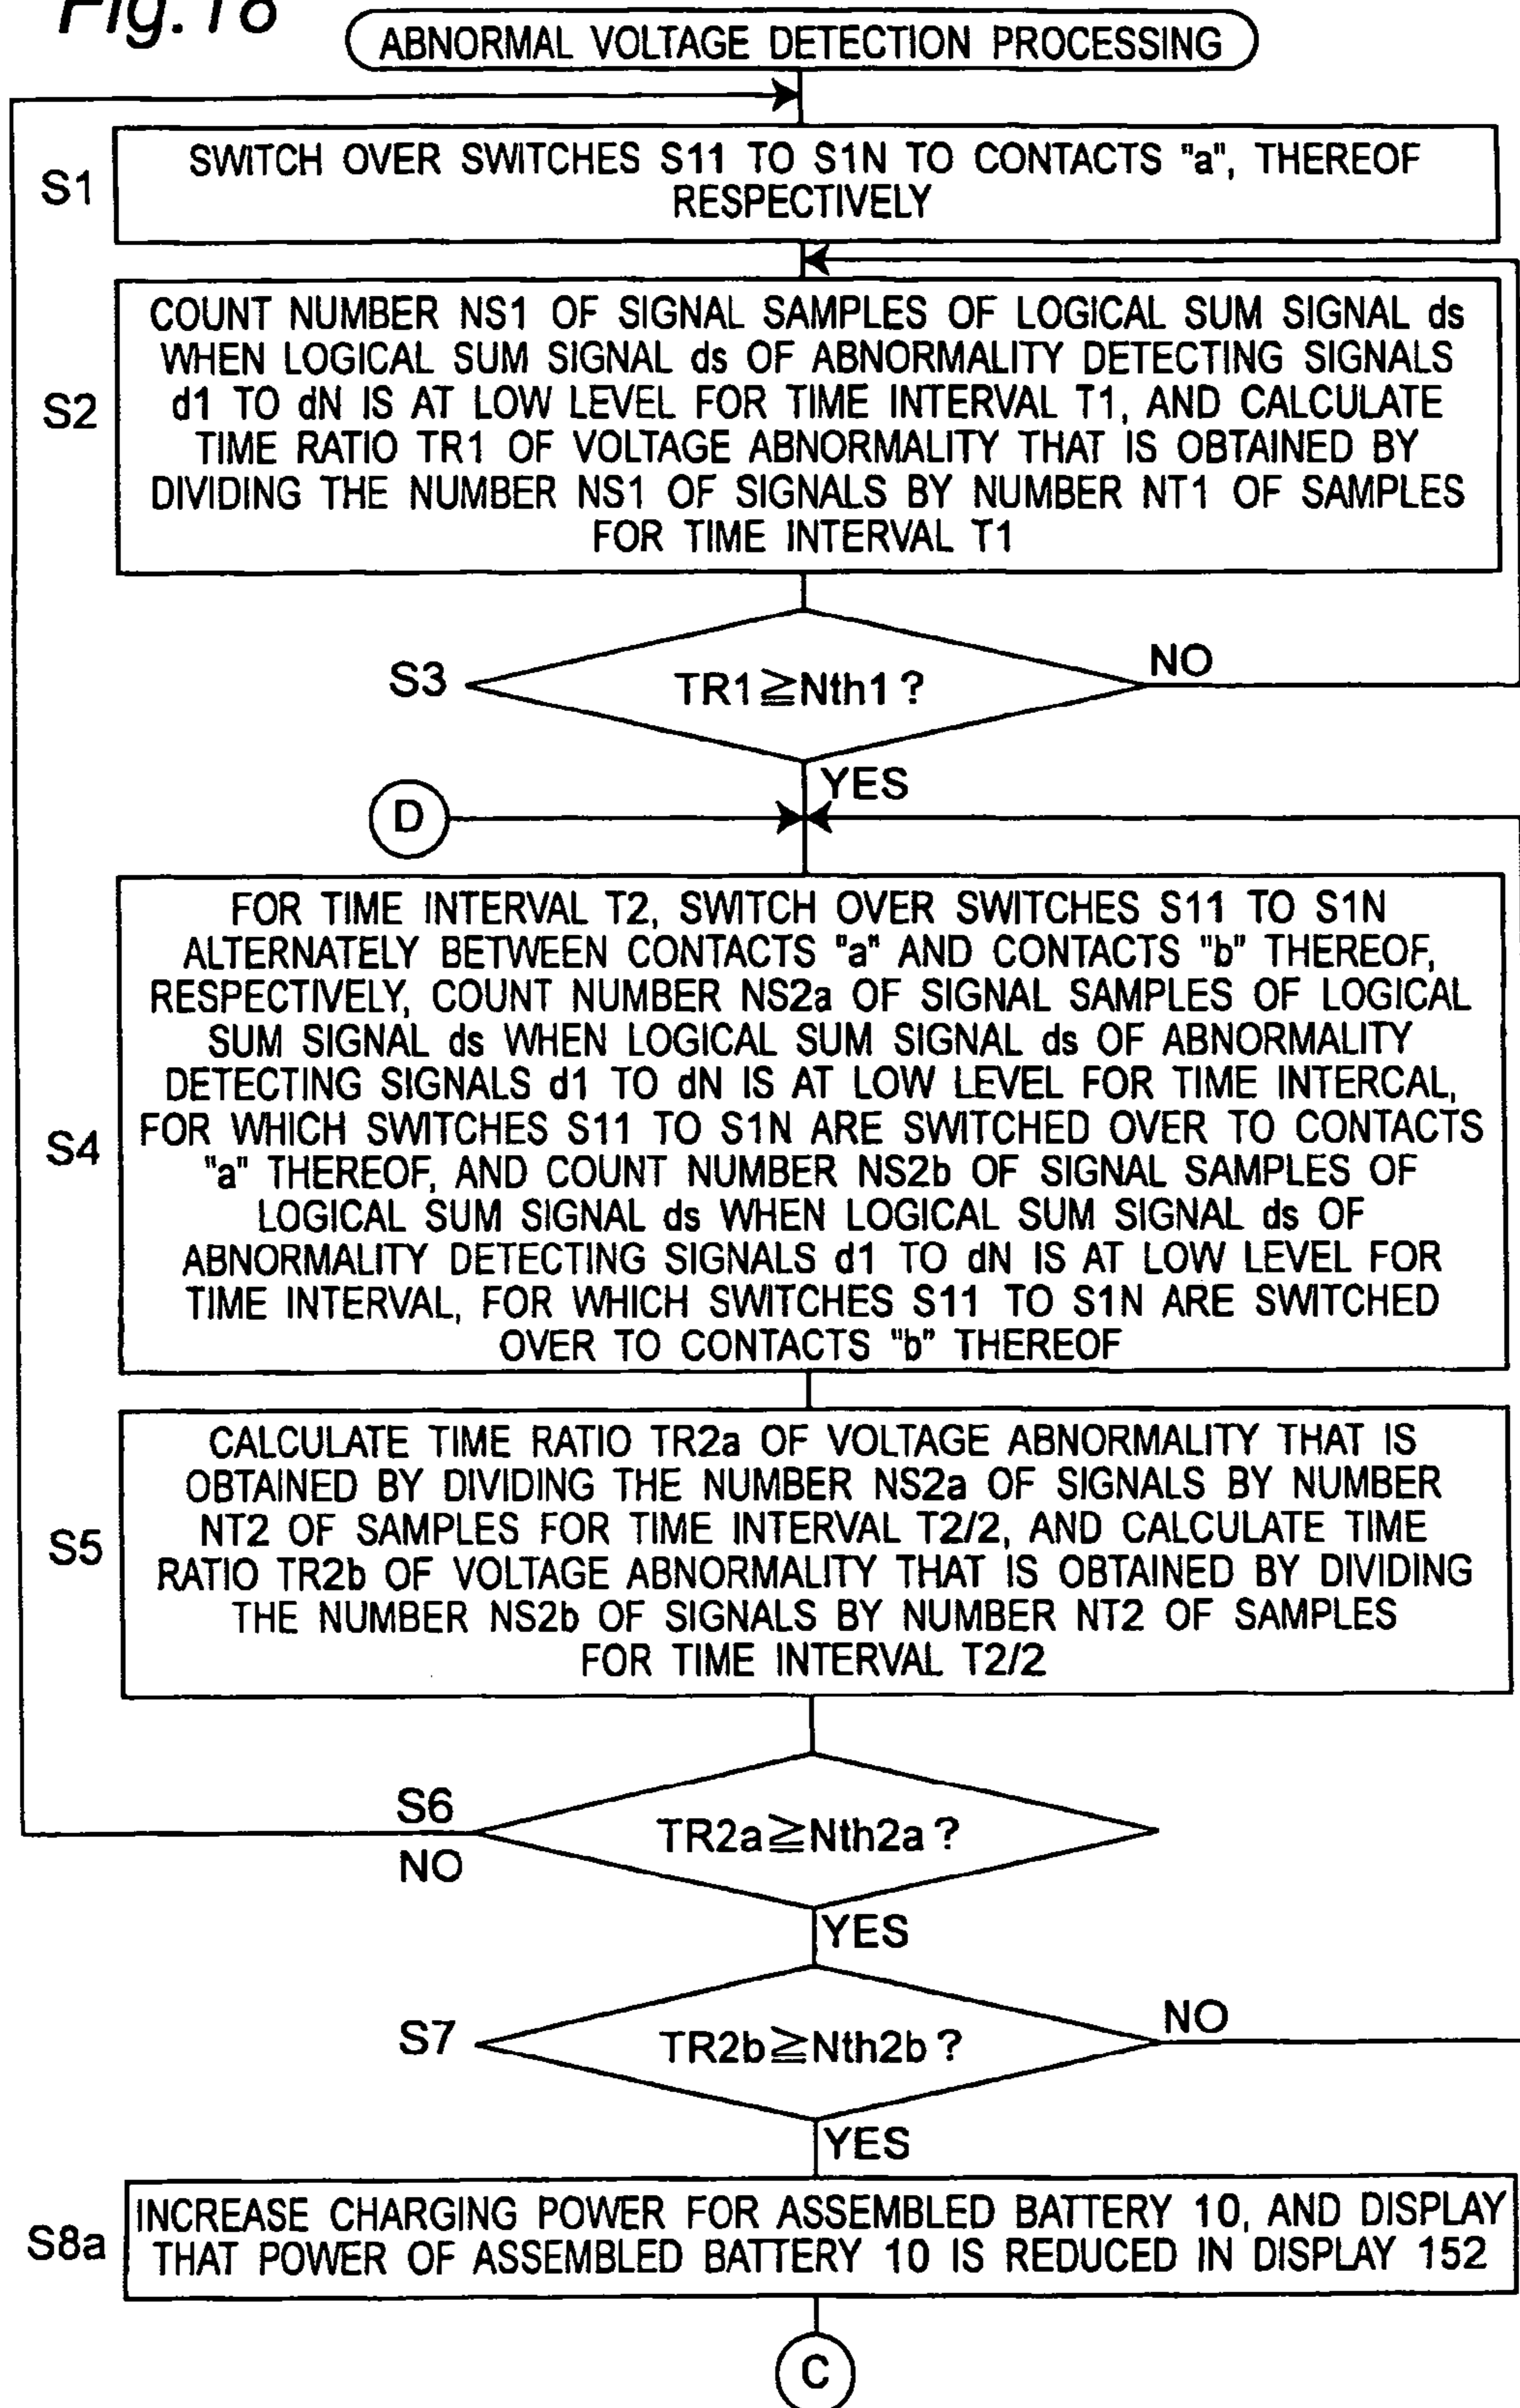 Fig. 18
ABNORMAL VOLTAGE DETECTION PROCESSING
S1
SWITCH OVER SWITCHES S11 TO S1N TO CONTACTS "a", THEREOF
RESPECTIVELY
S2
COUNT NUMBER NS1 OF SIGNAL SAMPLES OF LOGICAL SUM SIGNAL ds
WHEN LOGICAL SUM SIGNAL ds OF ABNORMALITY DETECTING SIGNALS
d1 TO dN IS AT LOW LEVEL FOR TIME INTERVAL T1, AND CALCULATE
TIME RATIO TR1 OF VOLTAGE ABNORMALITY THAT IS OBTAINED BY
DIVIDING THE NUMBER NS1 OF SIGNALS BY NUMBER NT1 OF SAMPLES
FOR TIME INTERVAL T1
S3
TR1≧Nth1?
NO
YES
D
S4
FOR TIME INTERVAL T2, SWITCH OVER SWITCHES S11 TO S1N
ALTERNATELY BETWEEN CONTACTS "a" AND CONTACTS "b" THEREOF,
RESPECTIVELY, COUNT NUMBER NS2a OF SIGNAL SAMPLES OF LOGICAL
SUM SIGNAL ds WHEN LOGICAL SUM SIGNAL ds OF ABNORMALITY
DETECTING SIGNALS d1 TO dN IS AT LOW LEVEL FOR TIME INTERCAL,
FOR WHICH SWITCHES S11 TO S1N ARE SWITCHED OVER TO CONTACTS
"a" THEREOF, AND COUNT NUMBER NS2b OF SIGNAL SAMPLES OF
LOGICAL SUM SIGNAL ds WHEN LOGICAL SUM SIGNAL ds OF
ABNORMALITY DETECTING SIGNALS d1 TO dN IS AT LOW LEVEL FOR
TIME INTERVAL, FOR WHICH SWITCHES S11 TO S1N ARE SWITCHED
OVER TO CONTACTS "b" THEREOF
S5
CALCULATE TIME RATIO TR2a OF VOLTAGE ABNORMALITY THAT IS
OBTAINED BY DIVIDING THE NUMBER NS2a OF SIGNALS BY NUMBER
NT2 OF SAMPLES FOR TIME INTERVAL T2/2, AND CALCULATE TIME
RATIO TR2b OF VOLTAGE ABNORMALITY THAT IS OBTAINED BY DIVIDING
THE NUMBER NS2b OF SIGNALS BY NUMBER NT2 OF SAMPLES
FOR TIME INTERVAL T2/2
S6
TR2a≧Nth2a?
NO
YES
S7
TR2b≧Nth2b?
NO
YES
S8a
INCREASE CHARGING POWER FOR ASSEMBLED BATTERY 10, AND DISPLAY
THAT POWER OF ASSEMBLED BATTERY 10 IS REDUCED IN DISPLAY 152
C